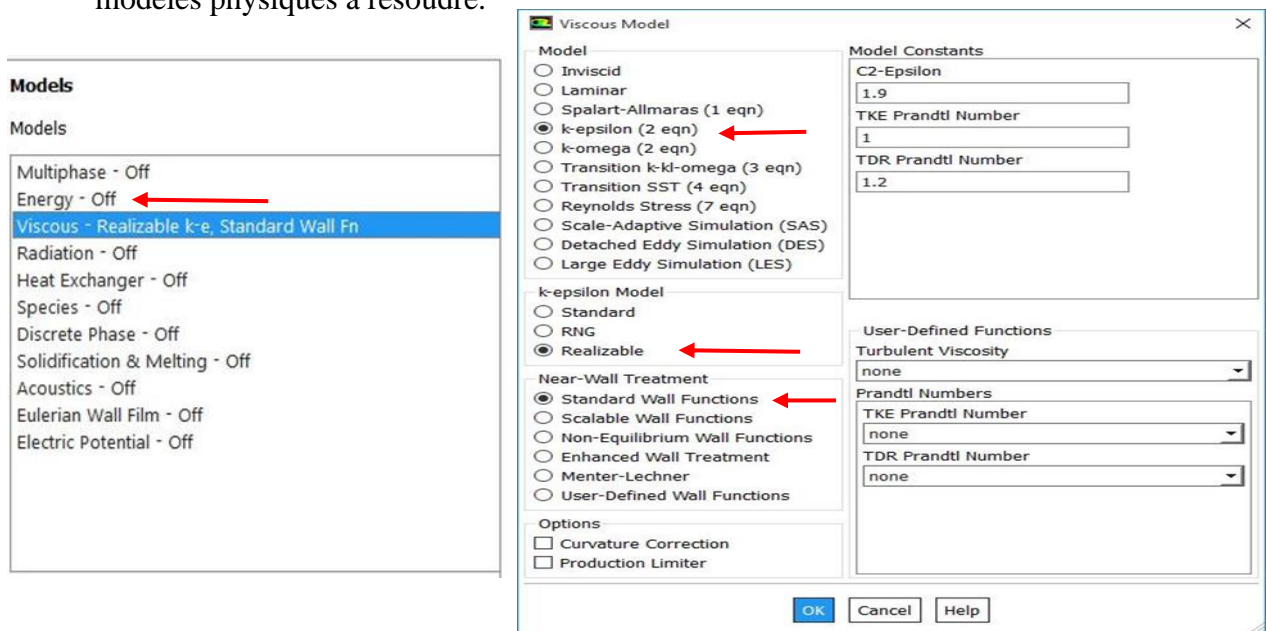 modèles physiques à résoudre.
Models
Models
Multiphase - Off
Energy - Off
Viscous - Realizable k-e, Standard Wall Fn
Radiation - Off
Heat Exchanger - Off
Species - Off
Discrete Phase - Off
Solidification & Melting - Off
Acoustics - Off
Eulerian Wall Film - Off
Electric Potential - Off
Viscous Model
Model
Inviscid
Laminar
Spalart-Allmaras (1 eqn)
k-epsilon (2 eqn)
k-omega (2 eqn)
Transition k-kl-omega (3 eqn)
Transition SST (4 eqn)
Reynolds Stress (7 eqn)
Scale-Adaptive Simulation (SAS)
Detached Eddy Simulation (DES)
Large Eddy Simulation (LES)
k-epsilon Model
Standard
RNG
Realizable
Near-Wall Treatment
Standard Wall Functions
Scalable Wall Functions
Non-Equilibrium Wall Functions
Enhanced Wall Treatment
Menter-Lechner
User-Defined Wall Functions
Options
Curvature Correction
Production Limiter
Model Constants
C2-Epsilon
1.9
TKE Prandtl Number
1
TDR Prandtl Number
1.2
User-Defined Functions
Turbulent Viscosity
none
Prandtl Numbers
TKE Prandtl Number
none
TDR Prandtl Number
none
OK Cancel Help